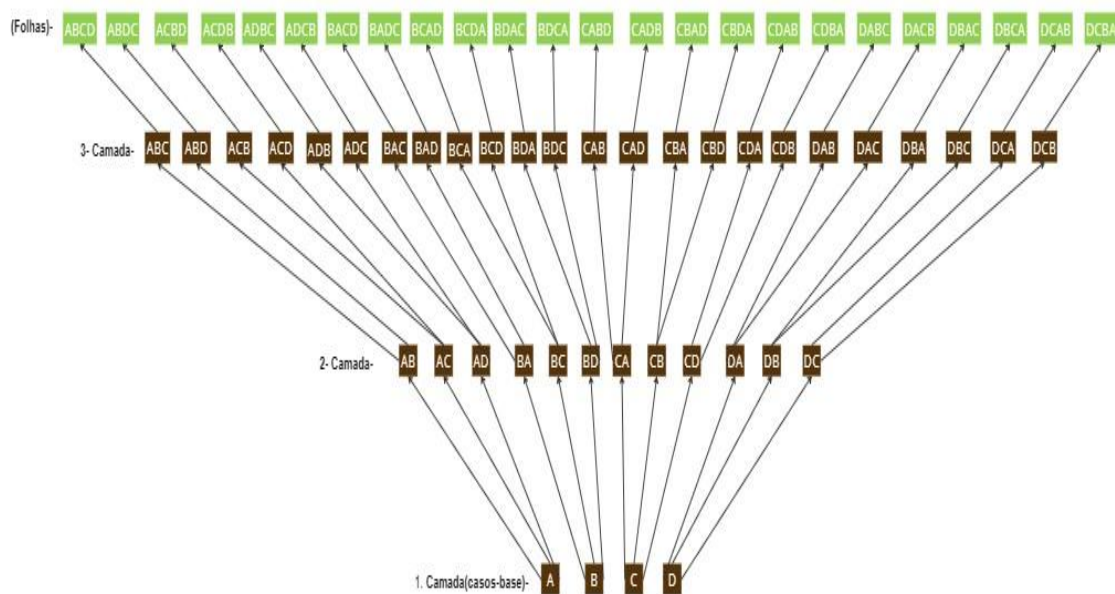 (Folhas)- ABCD ABDC ACBD ACDB ADBC ADCB BACD BADC BCAD BCDA BDAC BDCA CABD CADB CBAD CBDA CDAB CDBA DABC DACB DBAC DBCA DCAB DCBA
3- Camada- ABC ABD ACB ACD ADB ADC BAC BAD BCA BCD BDA BDC CAB CAD CBA CBD CDA CDB DAB DAC DBA DBC DCA DCB
2- Camada- AB AC AD BA BC BD CA CB CD DA DB DC
1. Camada(casos-base)- A B C D